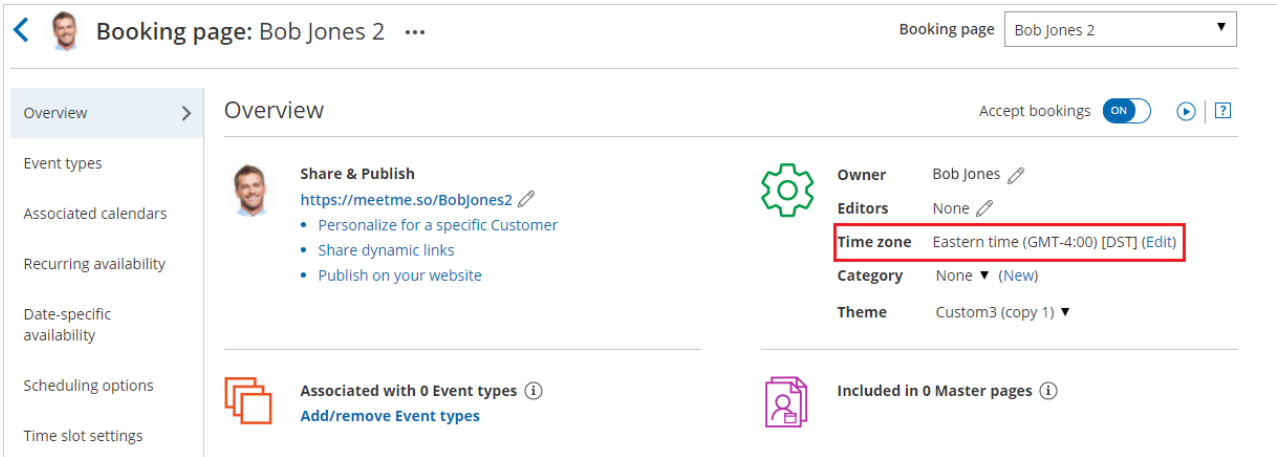 Booking page: Bob Jones 2 •••
Booking page Bob Jones 2
Overview
Event types
Associated calendars
Recurring availability
Date-specific
availability
Scheduling options
Time slot settings
Overview
Accept bookings ON ?
Share & Publish
https://meetme.so/BobJones2
• Personalize for a specific Customer
• Share dynamic links
• Publish on your website
Owner Bob Jones
Editors None
Time zone Eastern time (GMT-4:00) [DST] (Edit)
Category None ▼ (New)
Theme Custom3 (copy 1) ▼
Associated with 0 Event types i
Add/remove Event types
Included in 0 Master pages i